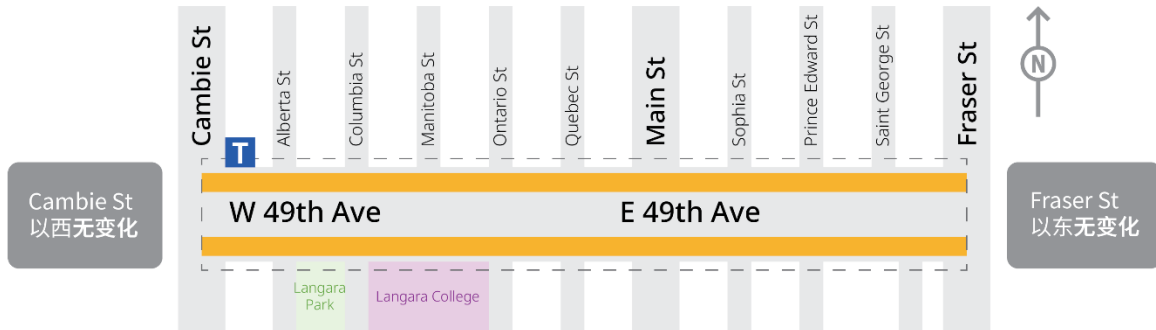 Cambie St
Alberta St
Columbia St
Manitoba St
Ontario St
Quebec St
Main St
Sophia St
Prince Edward St
Saint George St
Fraser St
N
T
Cambie St
以西无变化
W 49th Ave
E 49th Ave
Fraser St
以东无变化
Langara
Park
Langara College